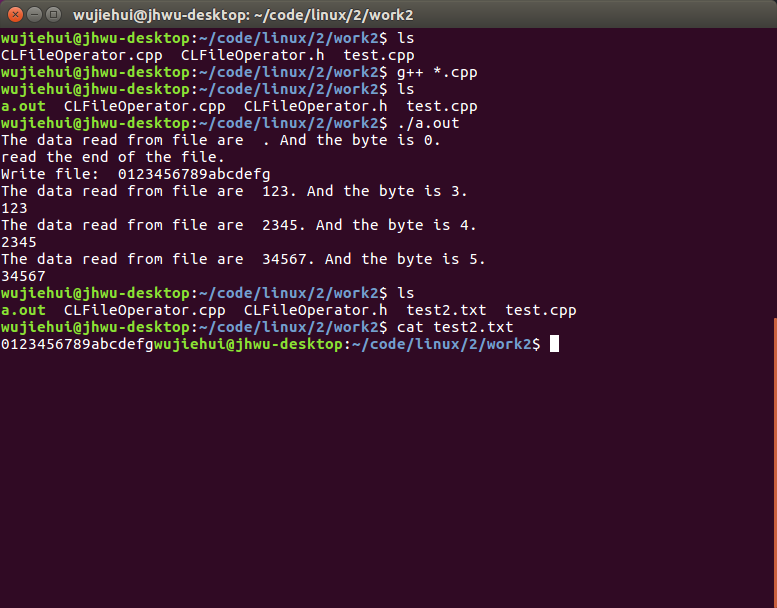 wujiehui@jhwu-desktop: ~/code/linux/2/work2
wujiehui@jhwu-desktop:~/code/linux/2/work2$ ls
CLFileOperator.cpp  CLFileOperator.h  test.cpp
wujiehui@jhwu-desktop:~/code/linux/2/work2$ g++ *.cpp
wujiehui@jhwu-desktop:~/code/linux/2/work2$ ls
a.out  CLFileOperator.cpp  CLFileOperator.h  test.cpp
wujiehui@jhwu-desktop:~/code/linux/2/work2$ ./a.out
The data read from file are  . And the byte is 0.
read the end of the file.
Write file:  0123456789abcdefg
The data read from file are  123. And the byte is 3.
123
The data read from file are  2345. And the byte is 4.
2345
The data read from file are  34567. And the byte is 5.
34567
wujiehui@jhwu-desktop:~/code/linux/2/work2$ ls
a.out  CLFileOperator.cpp  CLFileOperator.h  test2.txt  test.cpp
wujiehui@jhwu-desktop:~/code/linux/2/work2$ cat test2.txt
0123456789abcdefgwujiehui@jhwu-desktop:~/code/linux/2/work2$